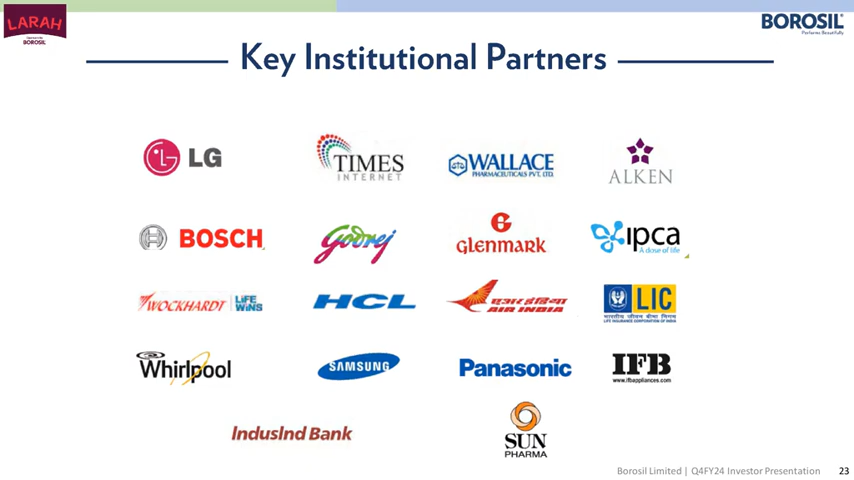 LARAH
BOROSIL
BOROSIL
Performs Beautifully
Key Institutional Partners
LG
TIMES
INTERNET
WALLACE
PHARMACEUTICALS PVT. LTD.
ALKEN
BOSCH
Godrej
Glenmark
ipca
A dose of life
WOCKHARDT
LiFE
WiNS
HCL
एअर इंडिया
AIR INDIA
LIC
भारतीय जीवन बीमा निगम
LIFE INSURANCE CORPORATION OF INDIA
Whirlpool
SAMSUNG
Panasonic
IFB
www.ifbappliances.com
IndusInd Bank
SUN
PHARMA
Borosil Limited | Q4FY24 Investor Presentation 23